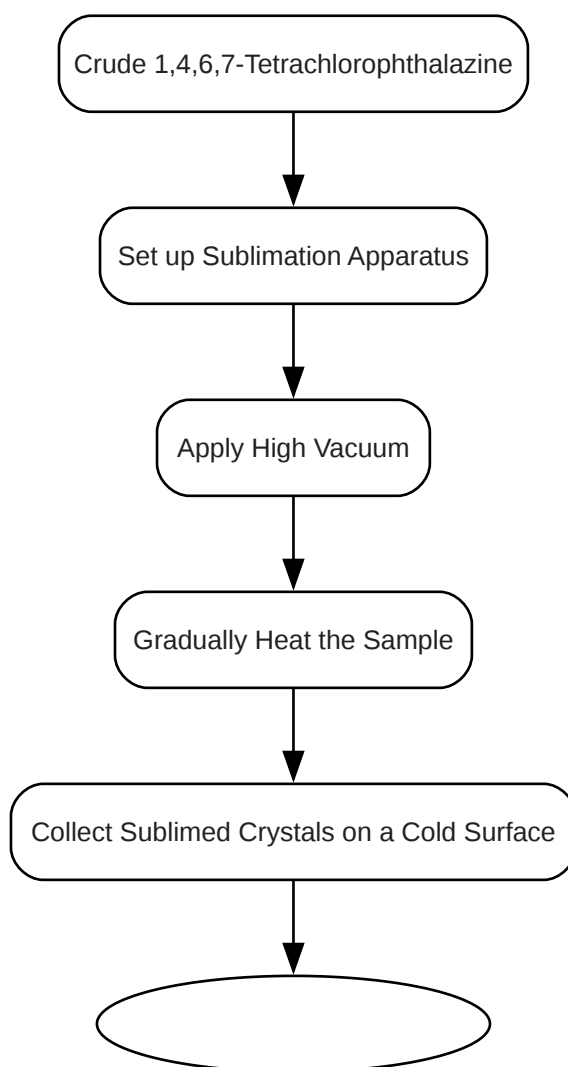 Crude 1,4,6,7-Tetrachlorophthalazine
Set up Sublimation Apparatus
Apply High Vacuum
Gradually Heat the Sample
Collect Sublimed Crystals on a Cold Surface